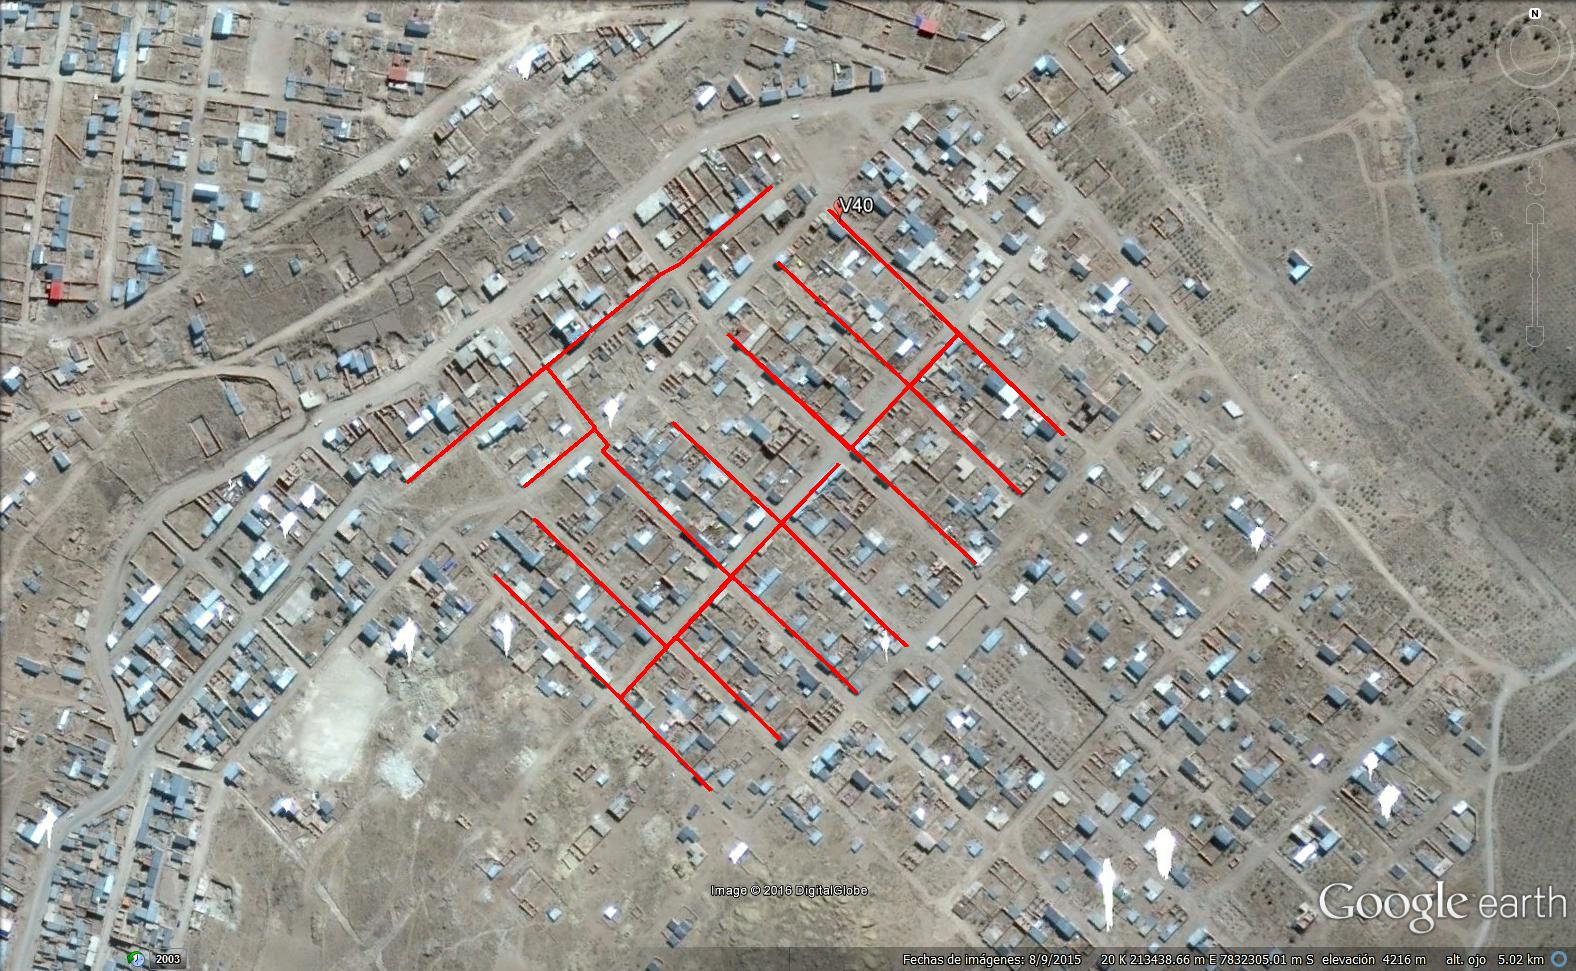 N
V40
Image © 2016 DigitalGlobe
Google earth
2003
Fechas de imágenes: 8/9/2015 20 K 213438.66 m E 7832305.01 m S elevación 4216 m alt. ojo 5.02 km